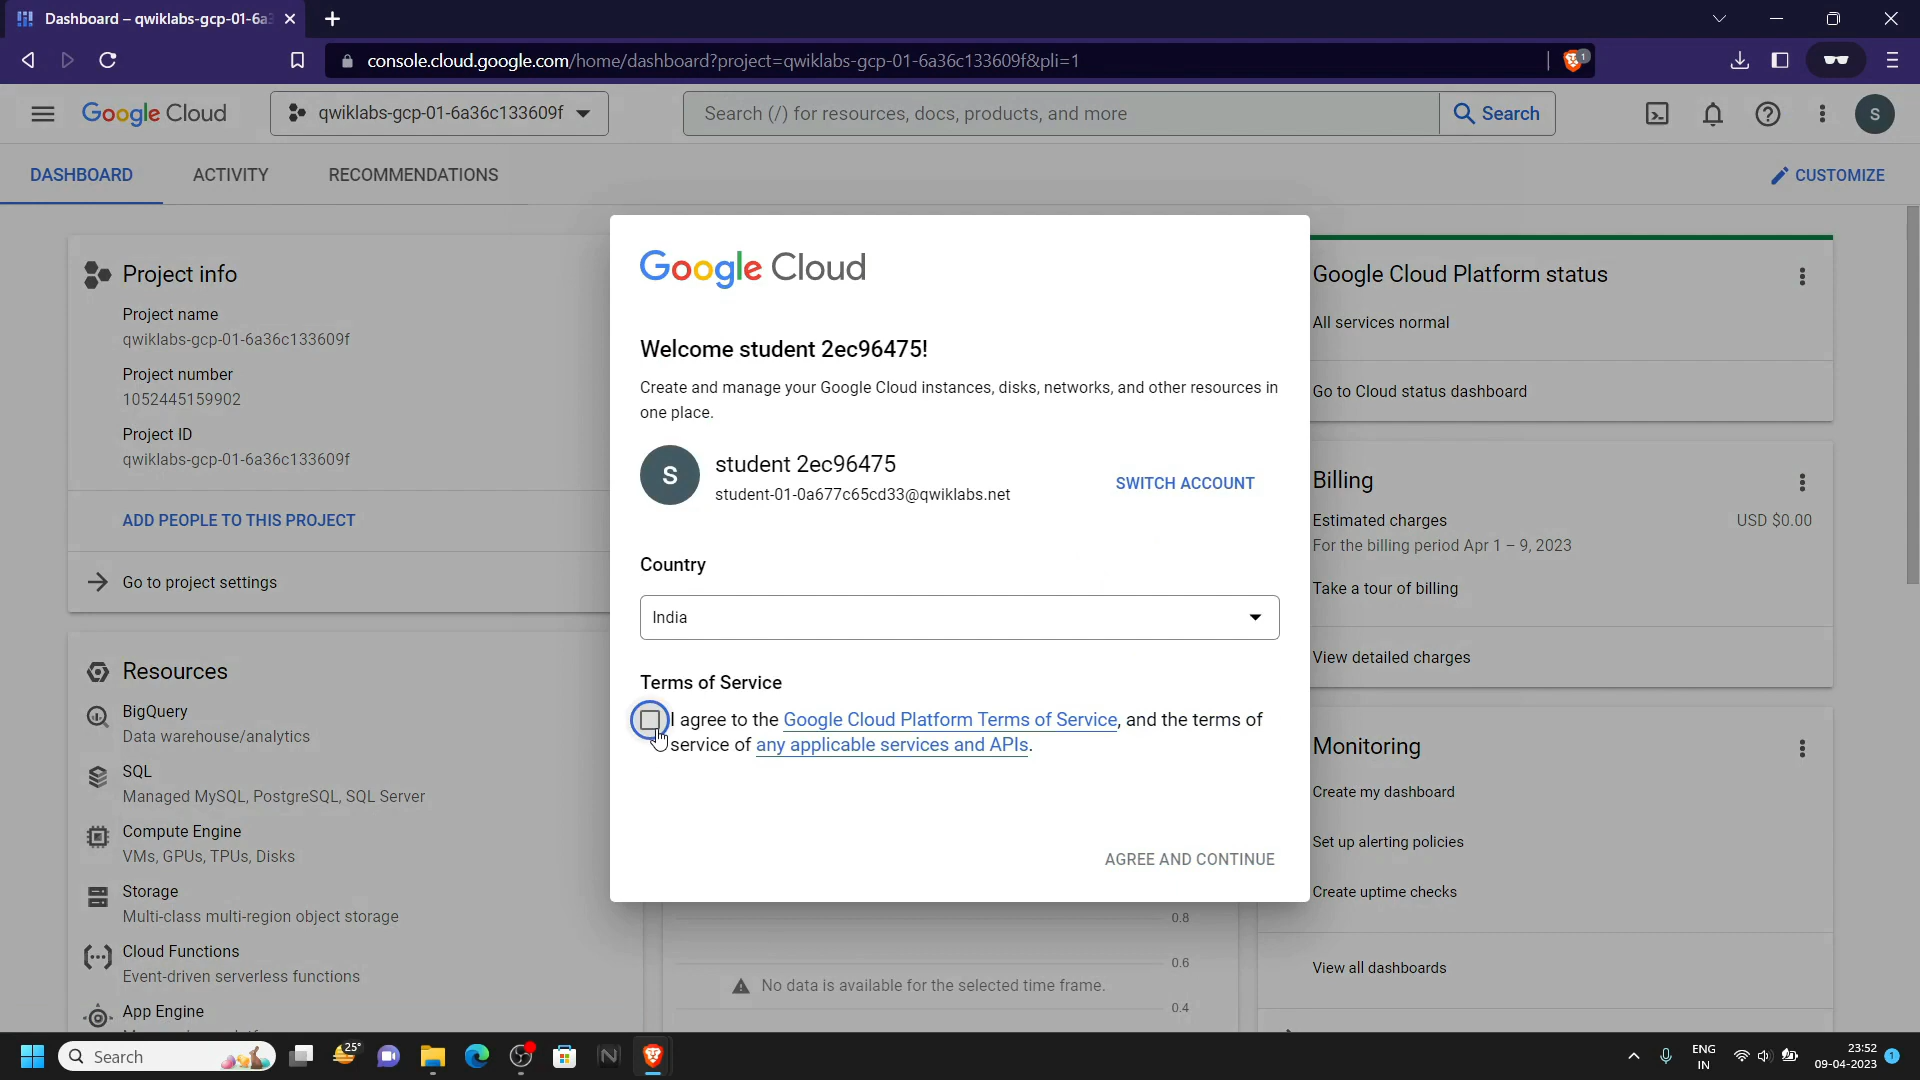 Dashboard – qwiklabs-gcp-01-6a
console.cloud.google.com/home/dashboard?project=qwiklabs-gcp-01-6a36c133609f&pli=1
1
Google Cloud
qwiklabs-gcp-01-6a36c133609f
Search (/) for resources, docs, products, and more
Search
S
DASHBOARD
ACTIVITY
RECOMMENDATIONS
CUSTOMIZE
Project info
Project name
qwiklabs-gcp-01-6a36c133609f
Project number
1052445159902
Project ID
qwiklabs-gcp-01-6a36c133609f
ADD PEOPLE TO THIS PROJECT
Go to project settings
Resources
BigQuery
Data warehouse/analytics
SQL
Managed MySQL, PostgreSQL, SQL Server
Compute Engine
VMs, GPUs, TPUs, Disks
Storage
Multi-class multi-region object storage
Cloud Functions
Event-driven serverless functions
App Engine
Google Cloud
Welcome student 2ec96475!
Create and manage your Google Cloud instances, disks, networks, and other resources in
one place.
S
student 2ec96475
student-01-0a677c65cd33@qwiklabs.net
SWITCH ACCOUNT
Country
India
Terms of Service
I agree to the Google Cloud Platform Terms of Service, and the terms of
service of any applicable services and APIs.
AGREE AND CONTINUE
0.8
0.6
No data is available for the selected time frame.
0.4
Google Cloud Platform status
All services normal
Go to Cloud status dashboard
Billing
Estimated charges
USD $0.00
For the billing period Apr 1 – 9, 2023
Take a tour of billing
View detailed charges
Monitoring
Create my dashboard
Set up alerting policies
Create uptime checks
View all dashboards
Search
25°
N
ENG
IN
23:52
09-04-2023
1